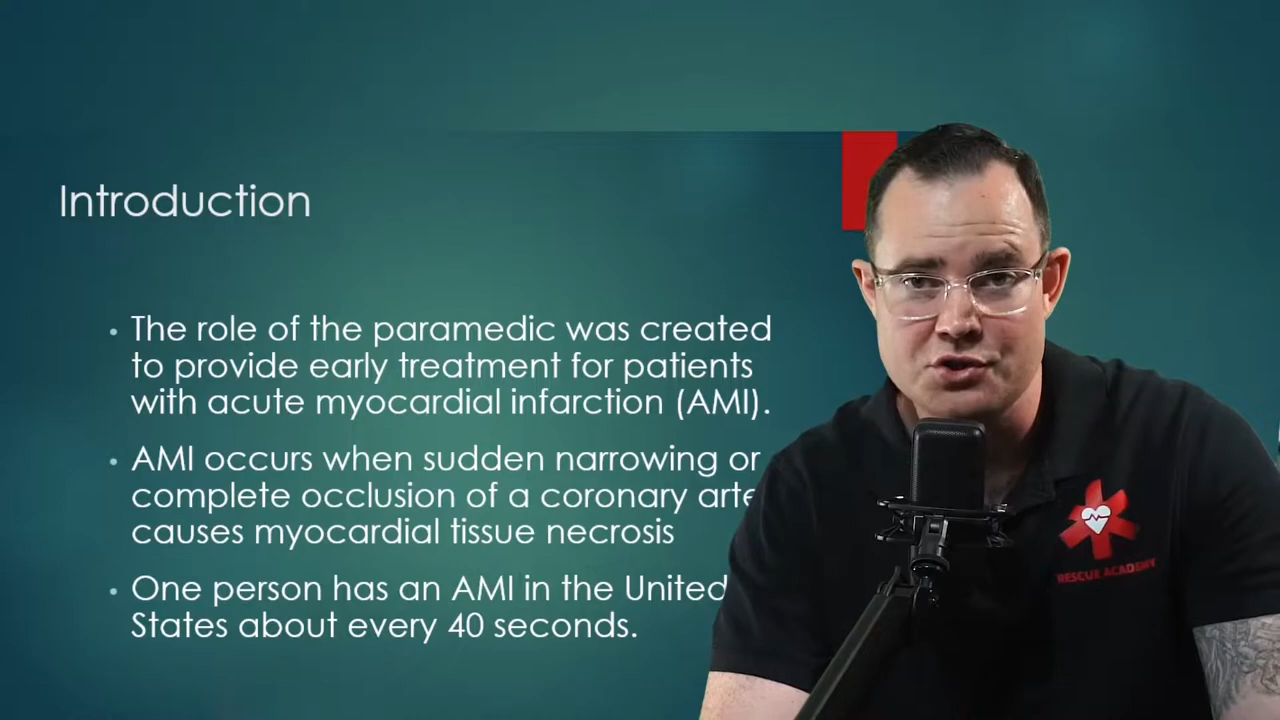 Introduction
• The role of the paramedic was created
to provide early treatment for patients
with acute myocardial infarction (AMI).
• AMI occurs when sudden narrowing or
complete occlusion of a coronary arte
causes myocardial tissue necrosis
• One person has an AMI in the United
States about every 40 seconds.
RESCUE ACADEMY